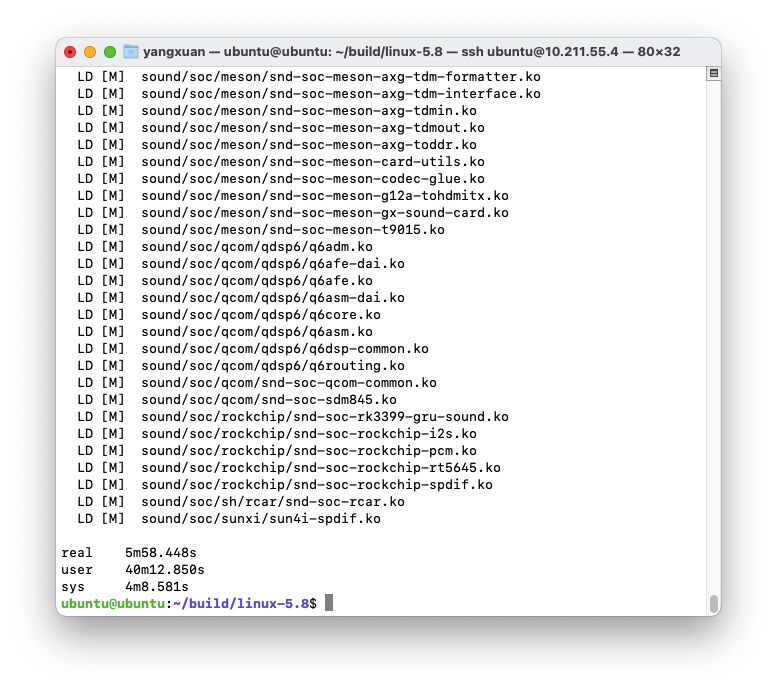 yangxuan — ubuntu@ubuntu: ~/build/linux-5.8 — ssh ubuntu@10.211.55.4 — 80×32
LD [M]  sound/soc/meson/snd-soc-meson-axg-tdm-formatter.ko
LD [M]  sound/soc/meson/snd-soc-meson-axg-tdm-interface.ko
LD [M]  sound/soc/meson/snd-soc-meson-axg-tdmin.ko
LD [M]  sound/soc/meson/snd-soc-meson-axg-tdmout.ko
LD [M]  sound/soc/meson/snd-soc-meson-axg-toddr.ko
LD [M]  sound/soc/meson/snd-soc-meson-card-utils.ko
LD [M]  sound/soc/meson/snd-soc-meson-codec-glue.ko
LD [M]  sound/soc/meson/snd-soc-meson-g12a-tohdmitx.ko
LD [M]  sound/soc/meson/snd-soc-meson-gx-sound-card.ko
LD [M]  sound/soc/meson/snd-soc-meson-t9015.ko
LD [M]  sound/soc/qcom/qdsp6/q6adm.ko
LD [M]  sound/soc/qcom/qdsp6/q6afe-dai.ko
LD [M]  sound/soc/qcom/qdsp6/q6afe.ko
LD [M]  sound/soc/qcom/qdsp6/q6asm-dai.ko
LD [M]  sound/soc/qcom/qdsp6/q6core.ko
LD [M]  sound/soc/qcom/qdsp6/q6asm.ko
LD [M]  sound/soc/qcom/qdsp6/q6dsp-common.ko
LD [M]  sound/soc/qcom/qdsp6/q6routing.ko
LD [M]  sound/soc/qcom/snd-soc-qcom-common.ko
LD [M]  sound/soc/qcom/snd-soc-sdm845.ko
LD [M]  sound/soc/rockchip/snd-soc-rk3399-gru-sound.ko
LD [M]  sound/soc/rockchip/snd-soc-rockchip-i2s.ko
LD [M]  sound/soc/rockchip/snd-soc-rockchip-pcm.ko
LD [M]  sound/soc/rockchip/snd-soc-rockchip-rt5645.ko
LD [M]  sound/soc/rockchip/snd-soc-rockchip-spdif.ko
LD [M]  sound/soc/sh/rcar/snd-soc-rcar.ko
LD [M]  sound/soc/sunxi/sun4i-spdif.ko
real    5m58.448s
user    40m12.850s
sys     4m8.581s
ubuntu@ubuntu:~/build/linux-5.8$